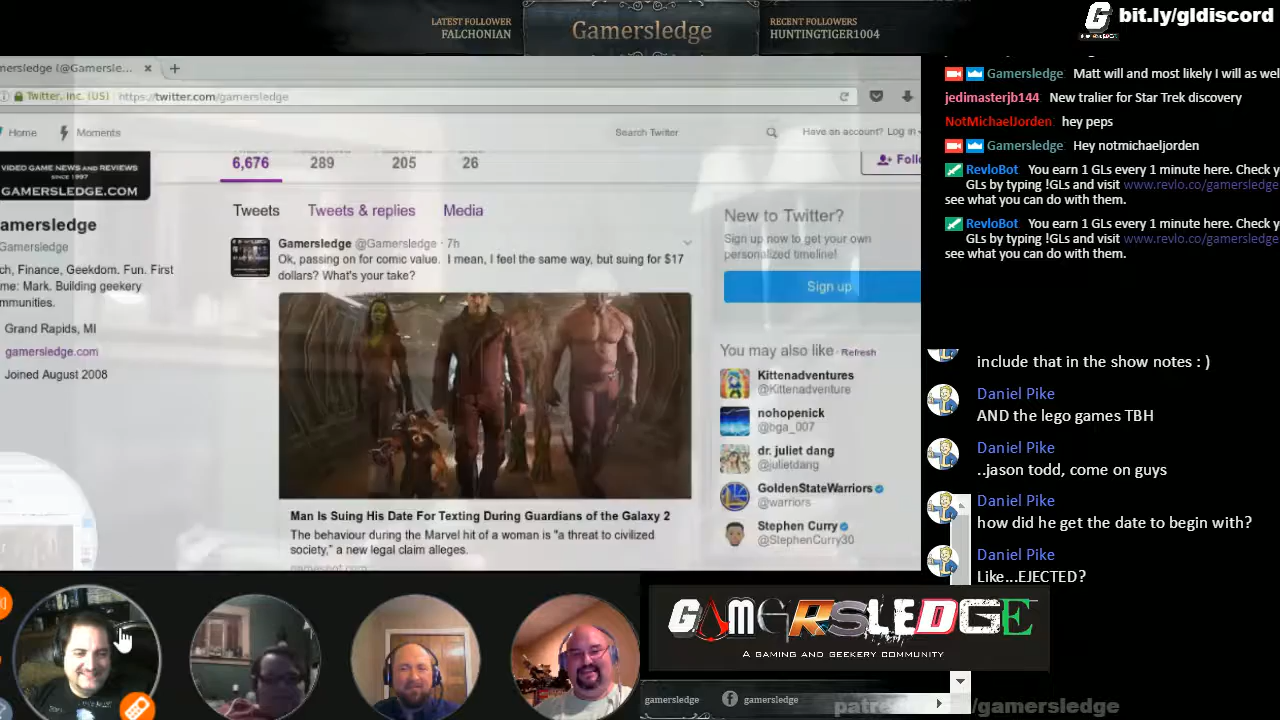 LATEST FOLLOWER
FALCHONIAN
Gamersledge
RECENT FOLLOWERS
HUNTINGTIGER1004
bit.ly/gldiscord
mersledge (@Gamersle...
Twitter, Inc. (US)
https://twitter.com/gamersledge
Home
Moments
Search Twitter
Have an account? Log in
6,676
289
205
26
Follo
VIDEO GAME NEWS AND REVIEWS
SINCE 1997
GAMERSLEDGE.COM
amersledge
Gamersledge
ch, Finance, Geekdom. Fun. First
me: Mark. Building geekery
mmunities.
Grand Rapids, MI
gamersledge.com
Joined August 2008
Tweets
Tweets & replies
Media
Gamersledge @Gamersledge · 7h
Ok, passing on for comic value. I mean, I feel the same way, but suing for $17
dollars? What's your take?
Man Is Suing His Date For Texting During Guardians of the Galaxy 2
The behaviour during the Marvel hit of a woman is "a threat to civilized
society," a new legal claim alleges.
New to Twitter?
Sign up now to get your own
personalized timeline!
Sign up
You may also like · Refresh
Kittenadventures
@Kittenadventure
nohopenick
@bga_007
dr. juliet dang
@julietdang
GoldenStateWarriors
@warriors
Stephen Curry
@StephenCurry30
Gamersledge Matt will and most likely I will as wel
jedimasterjb144 New tralier for Star Trek discovery
NotMichaelJorden hey peps
Gamersledge Hey notmichaeljorden
RevloBot You earn 1 GLs every 1 minute here. Check y
GLs by typing !GLs and visit www.revlo.co/gamersledge
see what you can do with them.
RevloBot You earn 1 GLs every 1 minute here. Check y
GLs by typing !GLs and visit www.revlo.co/gamersledge
see what you can do with them.
include that in the show notes : )
Daniel Pike
AND the lego games TBH
Daniel Pike
..jason todd, come on guys
Daniel Pike
how did he get the date to begin with?
Daniel Pike
Like...EJECTED?
GAMERSLEDGE
A GAMING AND GEEKERY COMMUNITY
gamersledge
gamersledge
/gamersledge